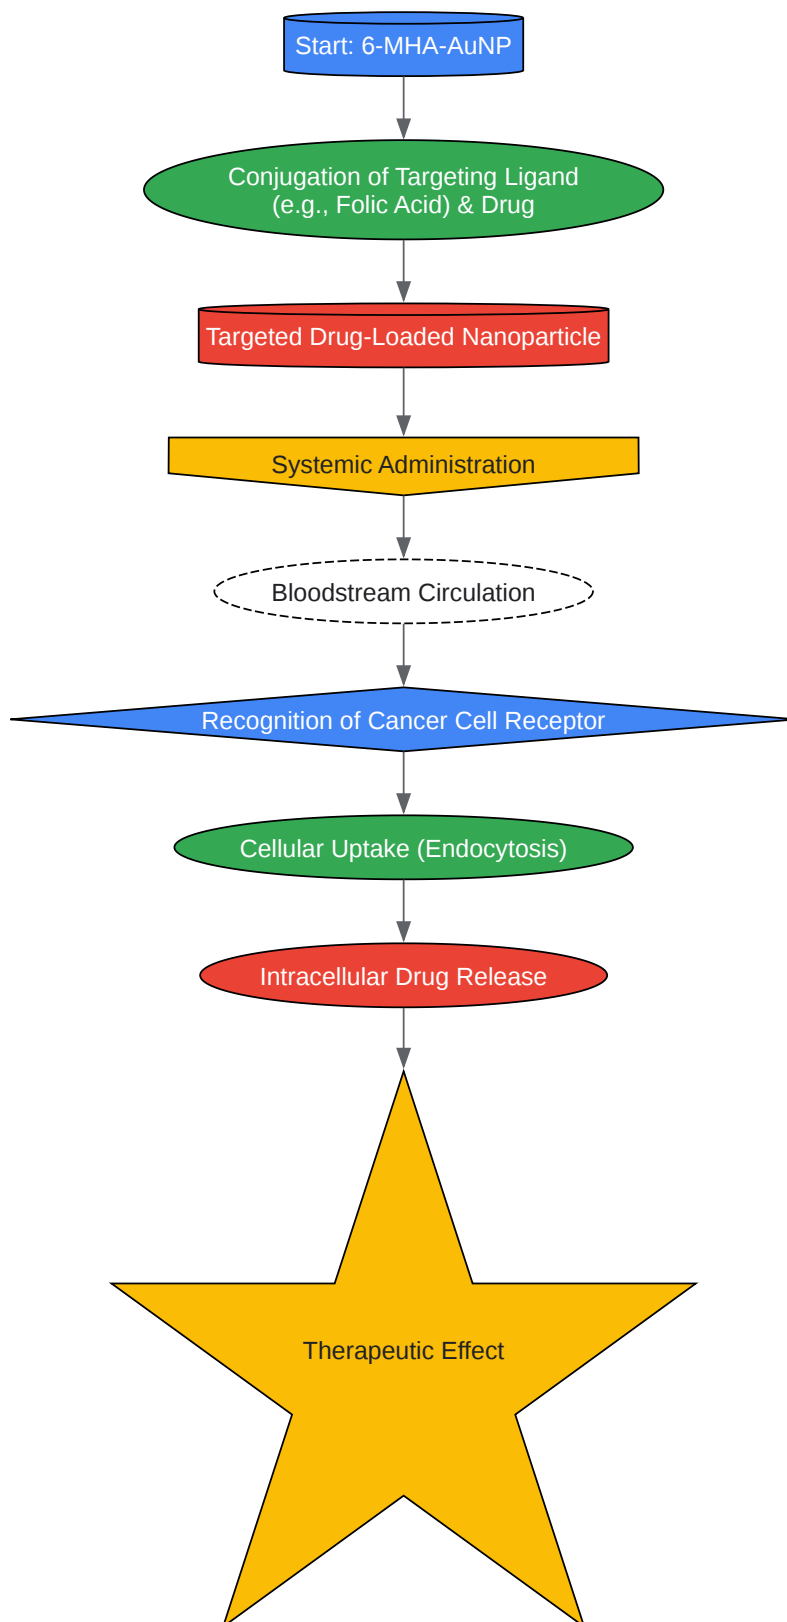 Start: 6-MHA-AuNP
Conjugation of Targeting Ligand
(e.g., Folic Acid) & Drug
Targeted Drug-Loaded Nanoparticle
Systemic Administration
Bloodstream Circulation
Recognition of Cancer Cell Receptor
Cellular Uptake (Endocytosis)
Intracellular Drug Release
Therapeutic Effect